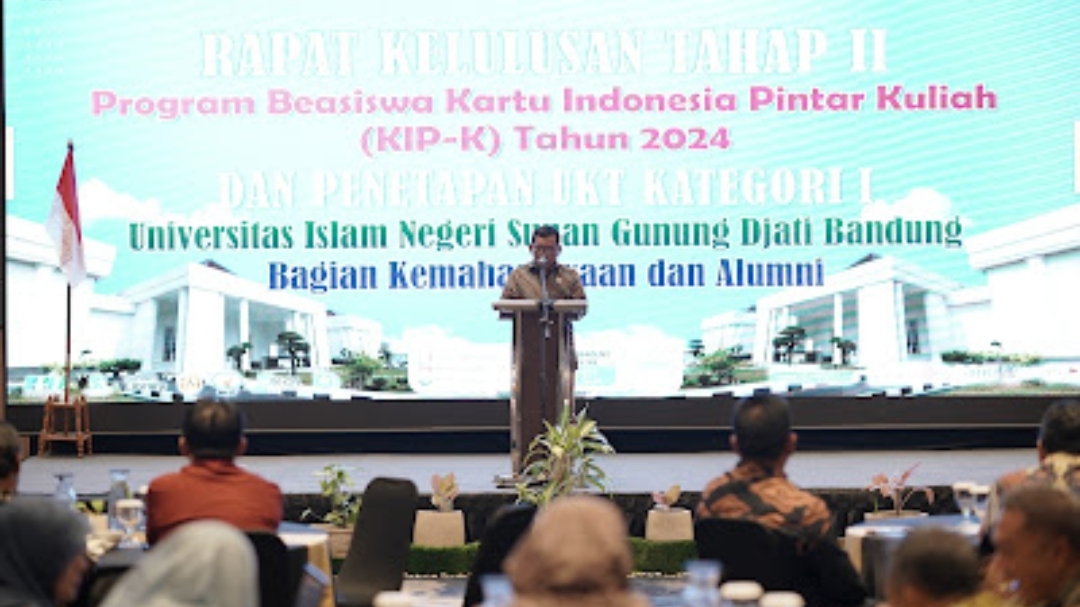 RAPAT KELULUSAN TAHAP II
Program Beasiswa Kartu Indonesia Pintar Kuliah
(KIP-K) Tahun 2024
DAN PENETAPAN UKT KATEGORI I
Universitas Islam Negeri Sunan Gunung Djati Bandung
Bagian dan Alumni